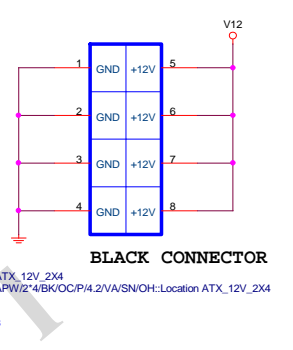 V12
1 GND +12V 5
2 GND +12V 6
3 GND +12V 7
4 GND +12V 8
BLACK CONNECTOR
ATX_12V_2X4
APW/2*4/BK/OC/P/4.2/VA/SN/OH::Location ATX_12V_2X4